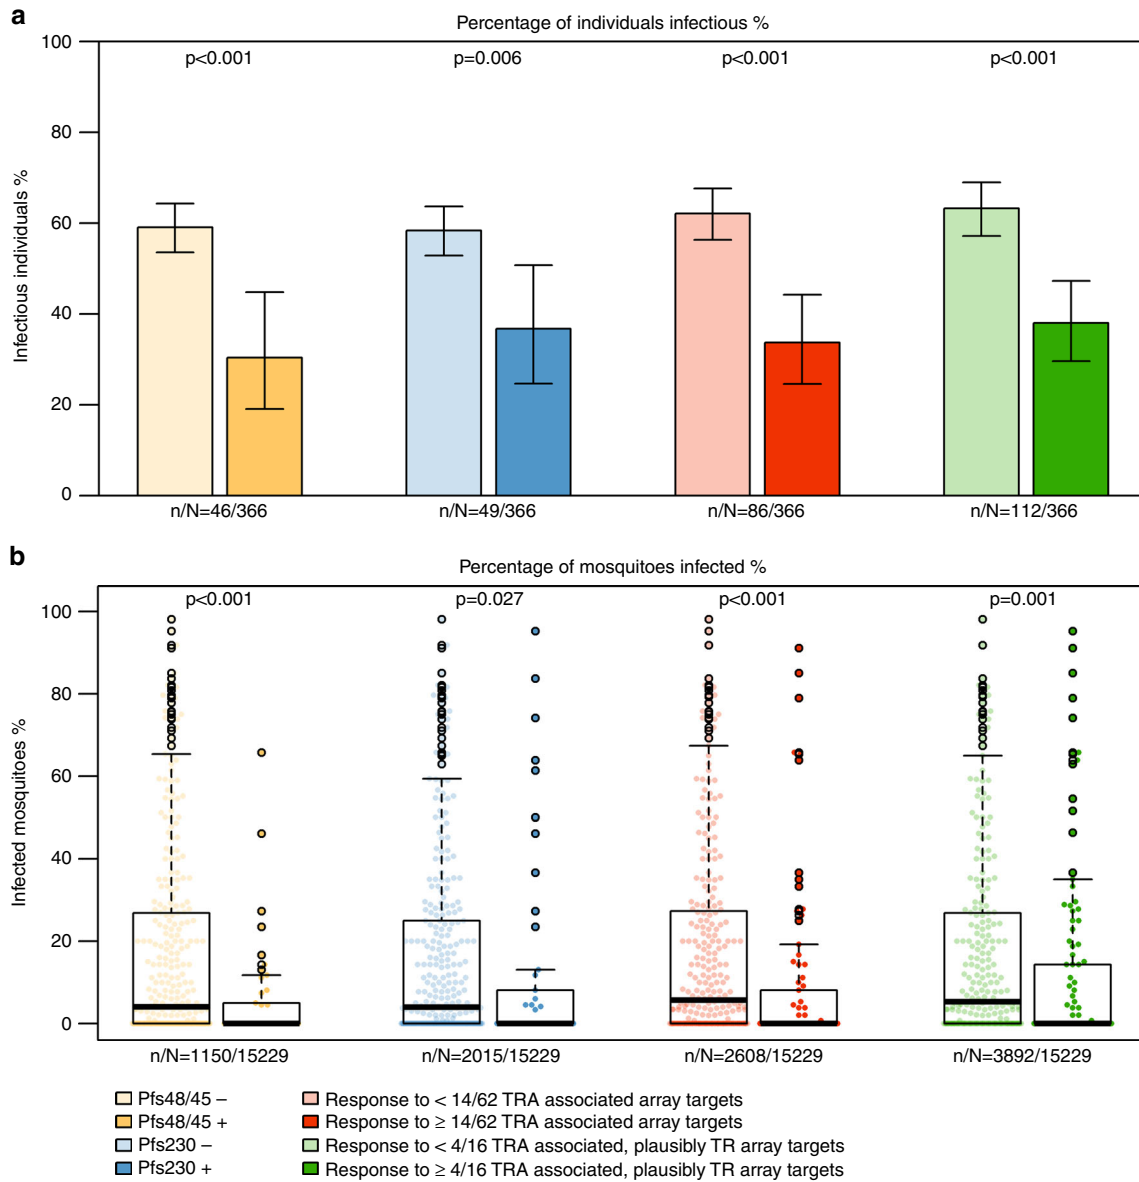 a
Percentage of individuals infectious %
100
80
60
40
20
0
Infectious individuals %
p<0.001
p=0.006
p<0.001
p<0.001
n/N=46/366
n/N=49/366
n/N=86/366
n/N=112/366
b
Percentage of mosquitoes infected %
100
80
60
40
20
0
Infected mosquitoes %
p<0.001
p=0.027
p<0.001
p=0.001
n/N=1150/15229
n/N=2015/15229
n/N=2608/15229
n/N=3892/15229
Pfs48/45 –
Pfs48/45 +
Pfs230 –
Pfs230 +
Response to < 14/62 TRA associated array targets
Response to ≥ 14/62 TRA associated array targets
Response to < 4/16 TRA associated, plausibly TR array targets
Response to ≥ 4/16 TRA associated, plausibly TR array targets